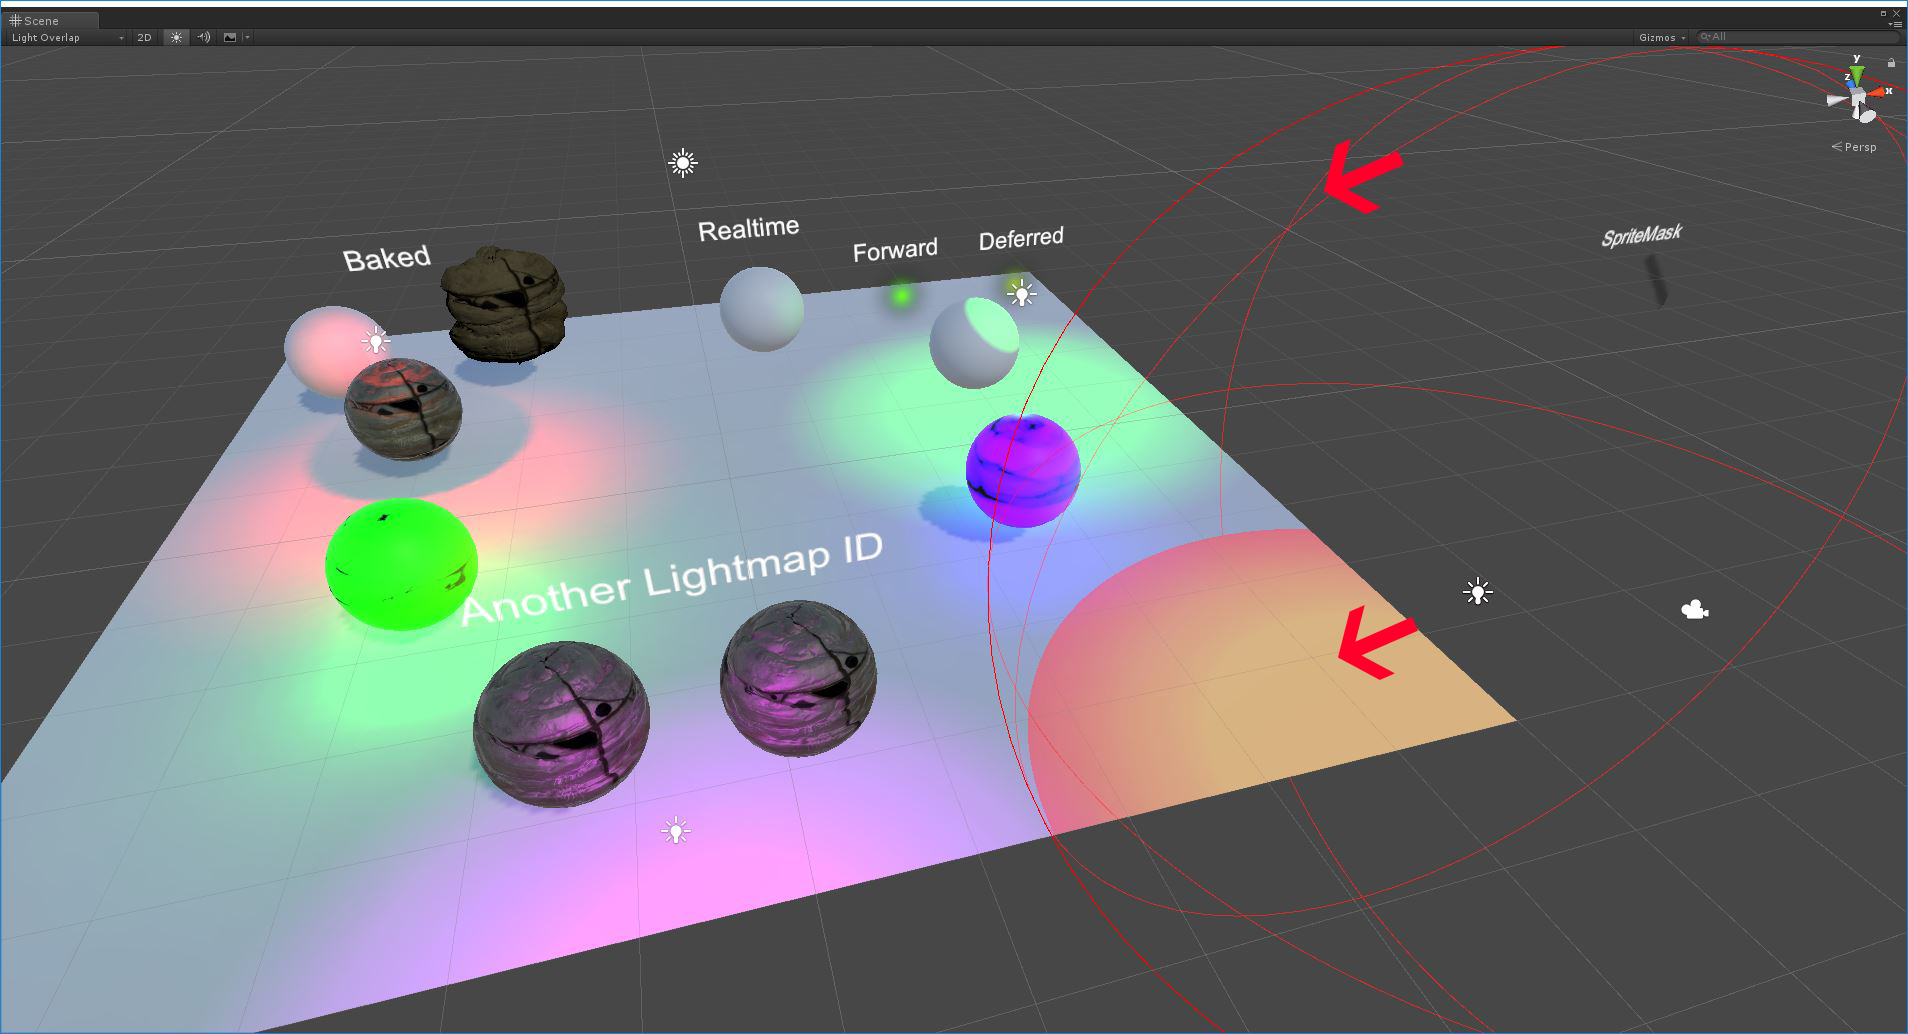 Scene
Light Overlap
2D
Gizmos
All
y
z
x
Persp
Baked
Realtime
Forward
Deferred
SpriteMask
Another Lightmap ID